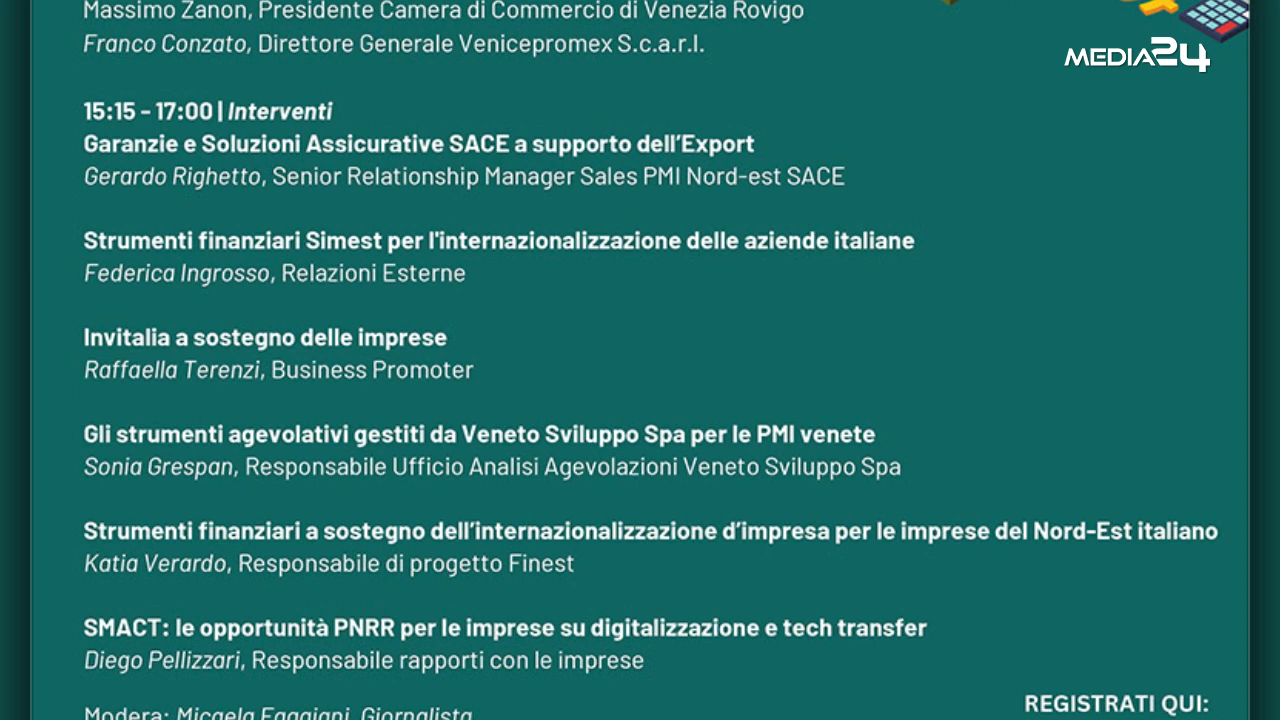 Massimo Zanon, Presidente Camera di Commercio di Venezia Rovigo
Franco Conzato, Direttore Generale Venicepromex S.c.a.r.l.
MEDIA24
15:15 - 17:00 | Interventi
Garanzie e Soluzioni Assicurative SACE a supporto dell’Export
Gerardo Righetto, Senior Relationship Manager Sales PMI Nord-est SACE
Strumenti finanziari Simest per l'internazionalizzazione delle aziende italiane
Federica Ingrosso, Relazioni Esterne
Invitalia a sostegno delle imprese
Raffaella Terenzi, Business Promoter
Gli strumenti agevolativi gestiti da Veneto Sviluppo Spa per le PMI venete
Sonia Grespan, Responsabile Ufficio Analisi Agevolazioni Veneto Sviluppo Spa
Strumenti finanziari a sostegno dell’internazionalizzazione d’impresa per le imprese del Nord-Est italiano
Katia Verardo, Responsabile di progetto Finest
SMACT: le opportunità PNRR per le imprese su digitalizzazione e tech transfer
Diego Pellizzari, Responsabile rapporti con le imprese
REGISTRATI QUI:
Modera: Micaela Faggiani, Giornalista